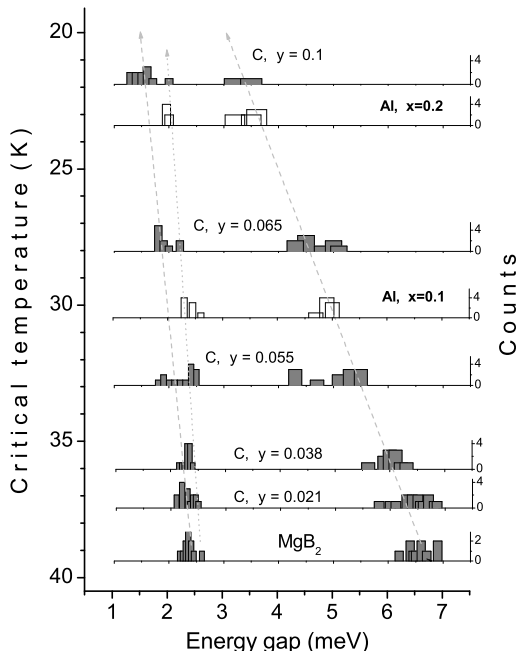 20
C, y = 0.1
4
0
Al, x=0.2
4
0
25
C, y = 0.065
4
0
30
Al, x=0.1
4
0
C, y = 0.055
4
0
35
C, y = 0.038
4
0
C, y = 0.021
4
0
MgB₂
2
0
40
1 2 3 4 5 6 7
Energy gap (meV)
Critical temperature (K)
Counts